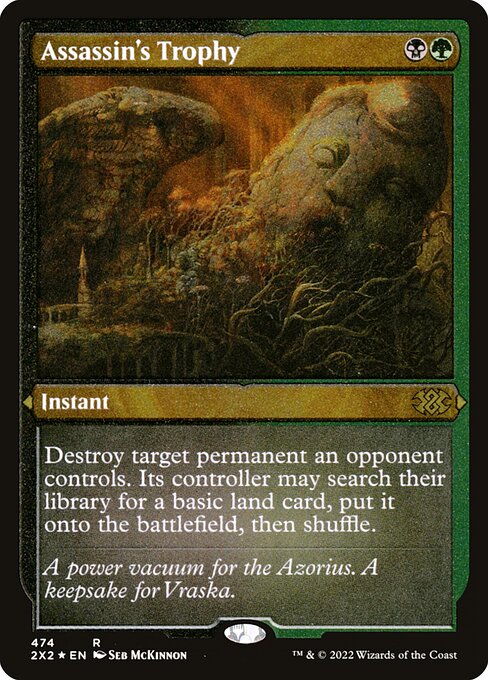 Assassin's Trophy
Instant
Destroy target permanent an opponent
controls. Its controller may search their
library for a basic land card, put it
onto the battlefield, then shuffle.
A power vacuum for the Azorius. A
keepsake for Vraska.
474 R
2X2 ★ EN Seb McKinnon
™ & © 2022 Wizards of the Coast